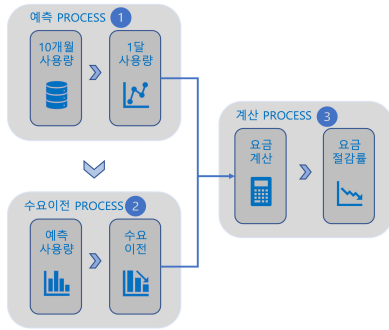 예측 PROCESS 1
10개월
사용량
1달
사용량
수요이전 PROCESS 2
예측
사용량
수요
이전
계산 PROCESS 3
요금
계산
요금
절감률